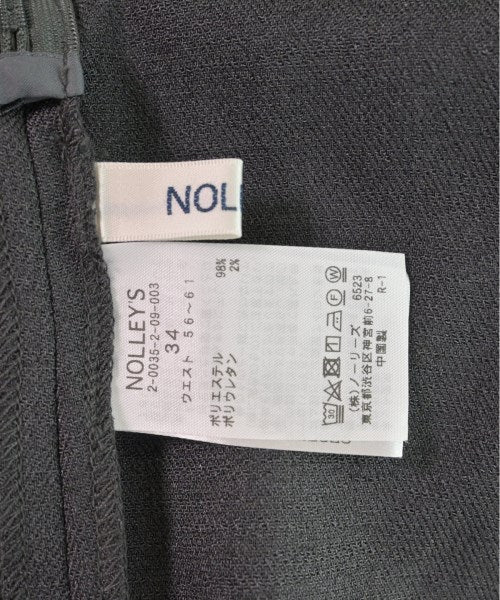 NOL
NOLLEY'S
2-0035-2-09-003
34
ウエスト 56～61
ポリエステル 98%
ポリウレタン 2%
30
F
W
(株)ノーリーズ 6523
東京都渋谷区神宮前6-27-8
中国製 R-1